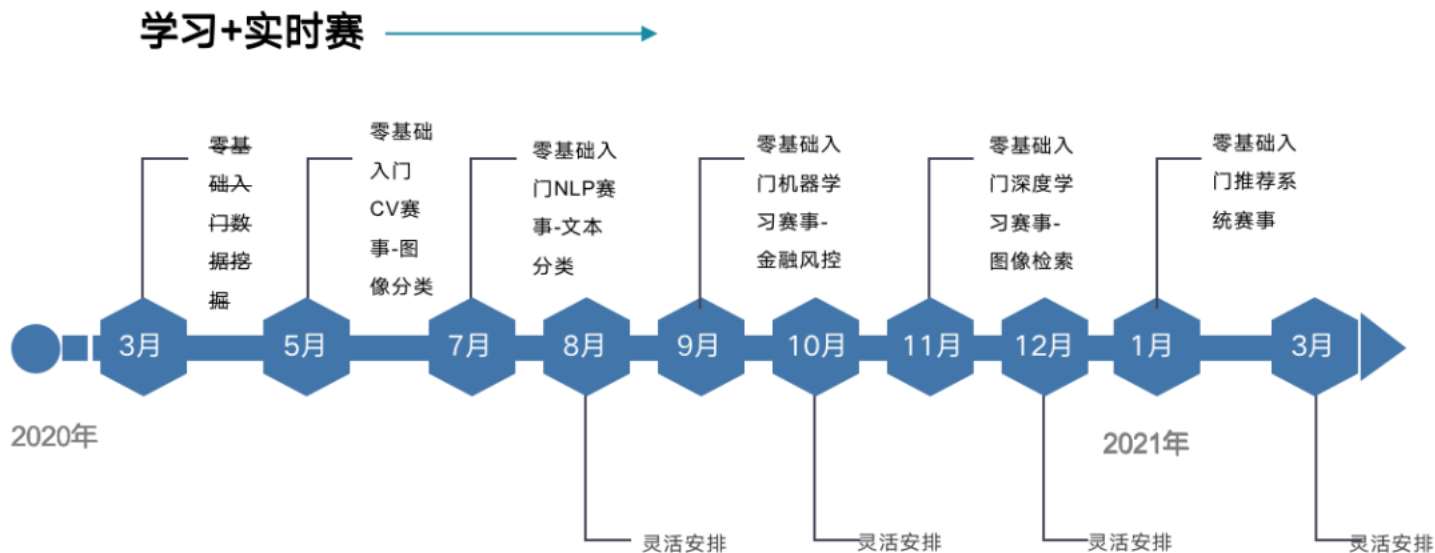 学习+实时赛
零基
础入
门数
据挖
掘
零基础
入门
CV赛
事-图
像分类
零基础入
门NLP赛
事-文本
分类
零基础入
门机器学
习赛事-
金融风控
零基础入
门深度学
习赛事-
图像检索
零基础入
门推荐系
统赛事
3月
5月
7月
8月
9月
10月
11月
12月
1月
3月
2020年
2021年
灵活安排
灵活安排
灵活安排
灵活安排